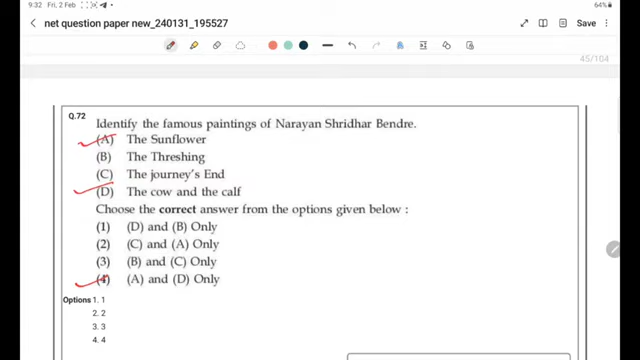 9:32 Fri, 2 Feb
64%
net question paper new_240131_195527
Save
45/104
Q.72
Identify the famous paintings of Narayan Shridhar Bendre.
(A) The Sunflower
(B) The Threshing
(C) The journey's End
(D) The cow and the calf
Choose the correct answer from the options given below :
(1) (D) and (B) Only
(2) (C) and (A) Only
(3) (B) and (C) Only
(4) (A) and (D) Only
Options 1. 1
2. 2
3. 3
4. 4